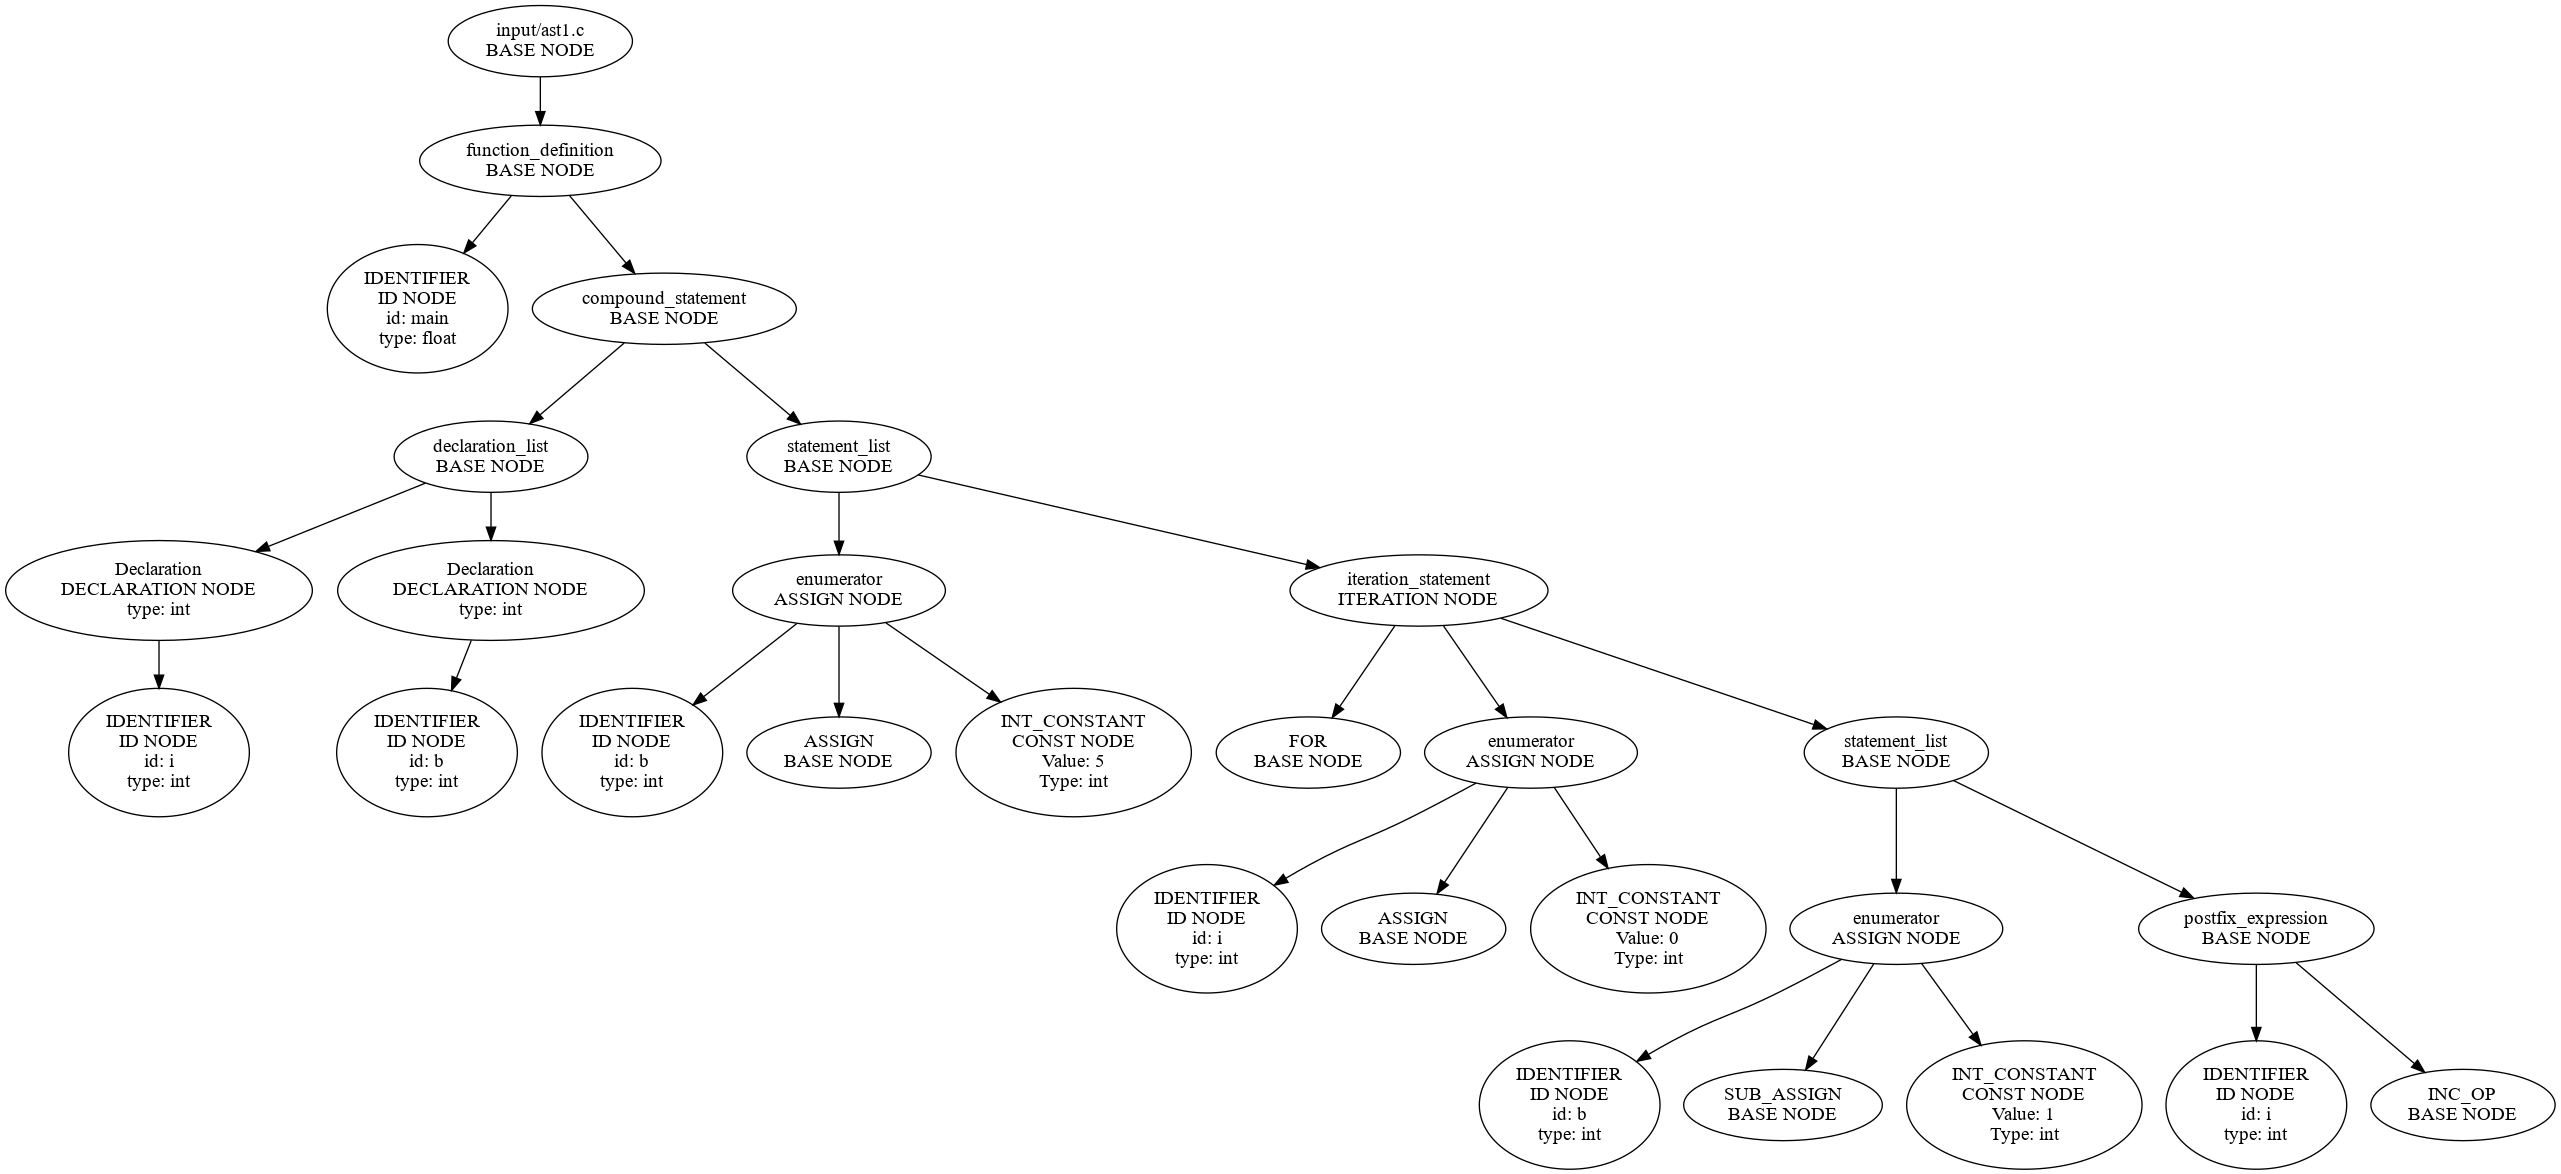 input/ast1.c
BASE NODE
function_definition
BASE NODE
IDENTIFIER
ID NODE
id: main
type: float
compound_statement
BASE NODE
declaration_list
BASE NODE
statement_list
BASE NODE
Declaration
DECLARATION NODE
type: int
Declaration
DECLARATION NODE
type: int
enumerator
ASSIGN NODE
iteration_statement
ITERATION NODE
IDENTIFIER
ID NODE
id: i
type: int
IDENTIFIER
ID NODE
id: b
type: int
IDENTIFIER
ID NODE
id: b
type: int
ASSIGN
BASE NODE
INT_CONSTANT
CONST NODE
Value: 5
Type: int
FOR
BASE NODE
enumerator
ASSIGN NODE
statement_list
BASE NODE
IDENTIFIER
ID NODE
id: i
type: int
ASSIGN
BASE NODE
INT_CONSTANT
CONST NODE
Value: 0
Type: int
enumerator
ASSIGN NODE
postfix_expression
BASE NODE
IDENTIFIER
ID NODE
id: b
type: int
SUB_ASSIGN
BASE NODE
INT_CONSTANT
CONST NODE
Value: 1
Type: int
IDENTIFIER
ID NODE
id: i
type: int
INC_OP
BASE NODE